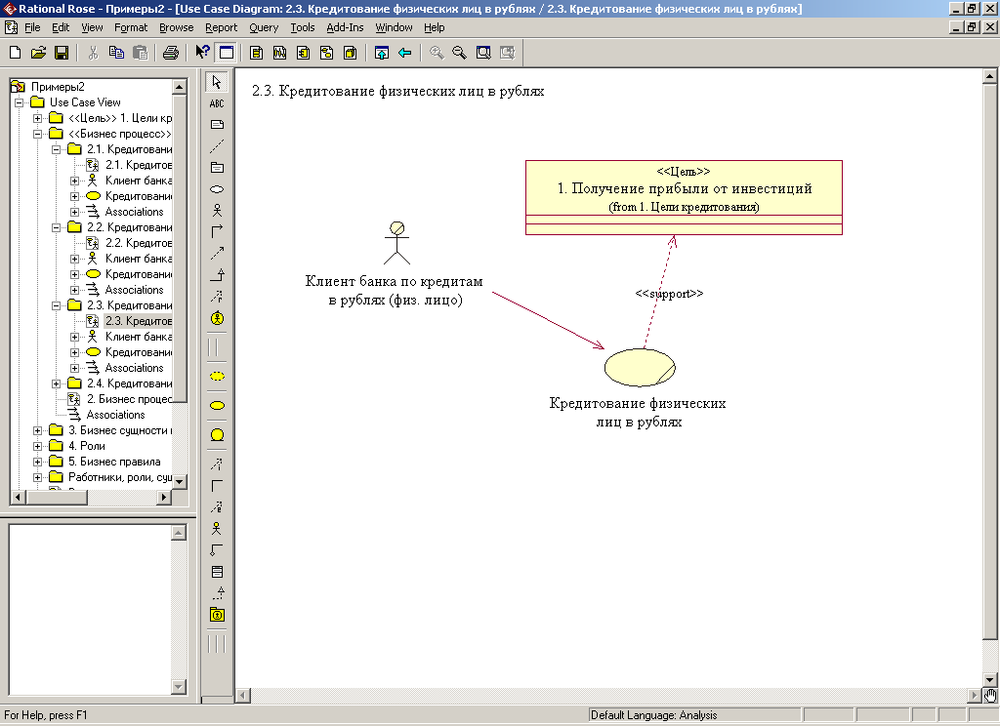 Rational Rose - Примеры2 - [Use Case Diagram: 2.3. Кредитование физических лиц в рублях / 2.3. Кредитование физических лиц в рублях]
File Edit View Format Browse Report Query Tools Add-Ins Window Help
Примеры2
Use Case View
<<Цель>> 1. Цели кр
<<Бизнес процесс>>
2.1. Кредитовани
2.1. Кредитов
Клиент банка
Кредитовани
Associations
2.2. Кредитовани
2.2. Кредитов
Клиент банка
Кредитовани
Associations
2.3. Кредитовани
2.3. Кредитов
Клиент банка
Кредитовани
Associations
2.4. Кредитовани
2. Бизнес процес
Associations
3. Бизнес сущности
4. Роли
5. Бизнес правила
Работники, роли, сущ
ABC
2.3. Кредитование физических лиц в рублях
<<Цель>>
1. Получение прибыли от инвестиций
(from 1. Цели кредитования)
Клиент банка по кредитам
в рублях (физ. лицо)
<<support>>
Кредитование физических
лиц в рублях
For Help, press F1
Default Language: Analysis